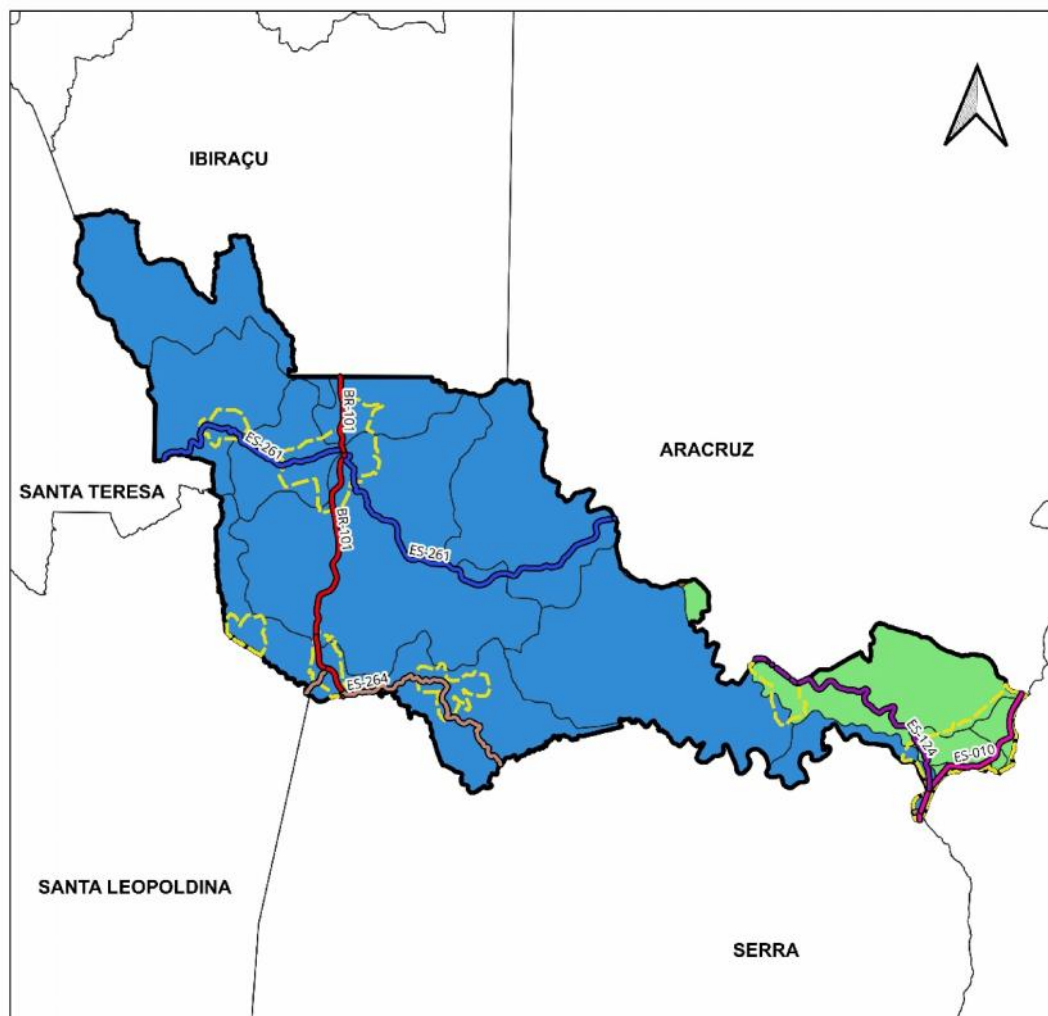 IBIRAÇU
BR-101
ES-261
ARACRUZ
SANTA TERESA
BR-101
ES-261
ES-264
ES-124
ES-010
SANTA LEOPOLDINA
SERRA